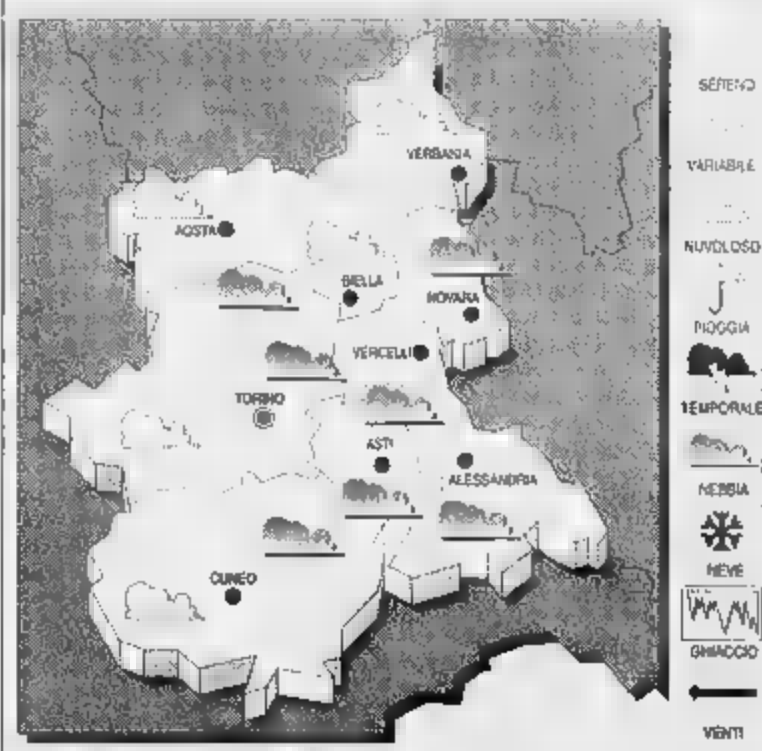 VERBANIA
AOSTA
BIELLA
NOVARA
VERCELLI
TORINO
ASTI
ALESSANDRIA
CUNEO
SERENO
VARIABILE
NUVOLOSO
PIOGGIA
TEMPORALE
NEBBIA
NEVE
GHIACCIO
VENTI